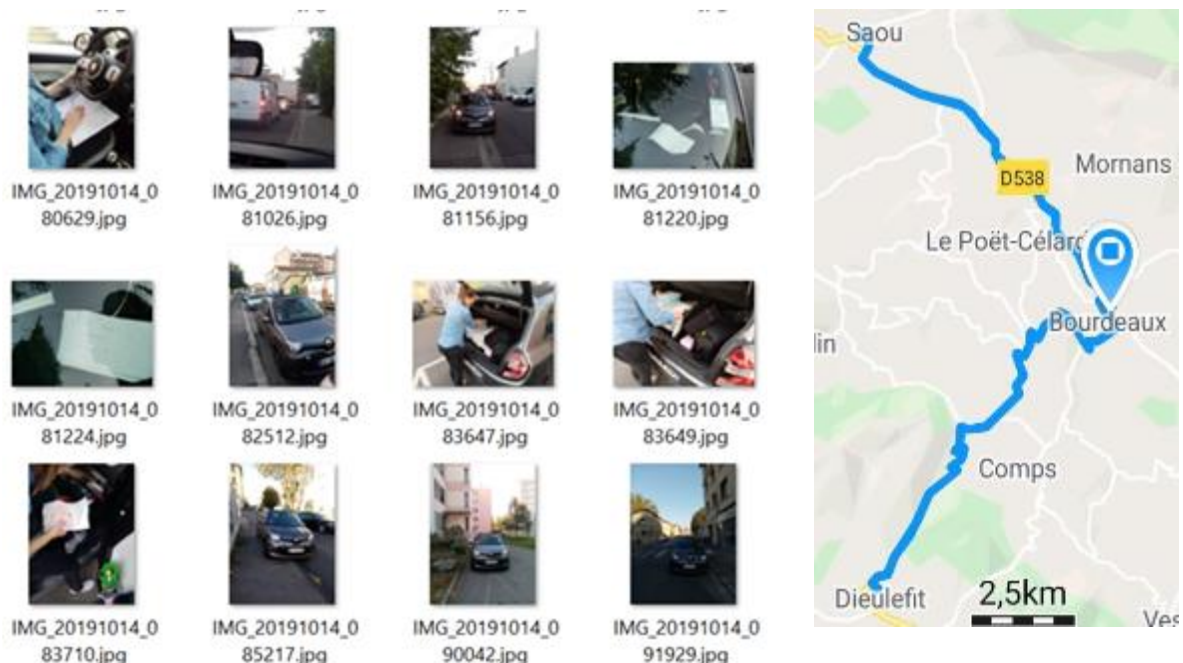 IMG_20191014_0
80629.jpg
IMG_20191014_0
81026.jpg
IMG_20191014_0
81156.jpg
IMG_20191014_0
81220.jpg
IMG_20191014_0
81224.jpg
IMG_20191014_0
82512.jpg
IMG_20191014_0
83647.jpg
IMG_20191014_0
83649.jpg
IMG_20191014_0
83710.jpg
IMG_20191014_0
85217.jpg
IMG_20191014_0
90042.jpg
IMG_20191014_0
91929.jpg
Saou
D538
Mornans
Le Poët-Célard
Bourdeaux
Comps
Dieulefit
2,5km